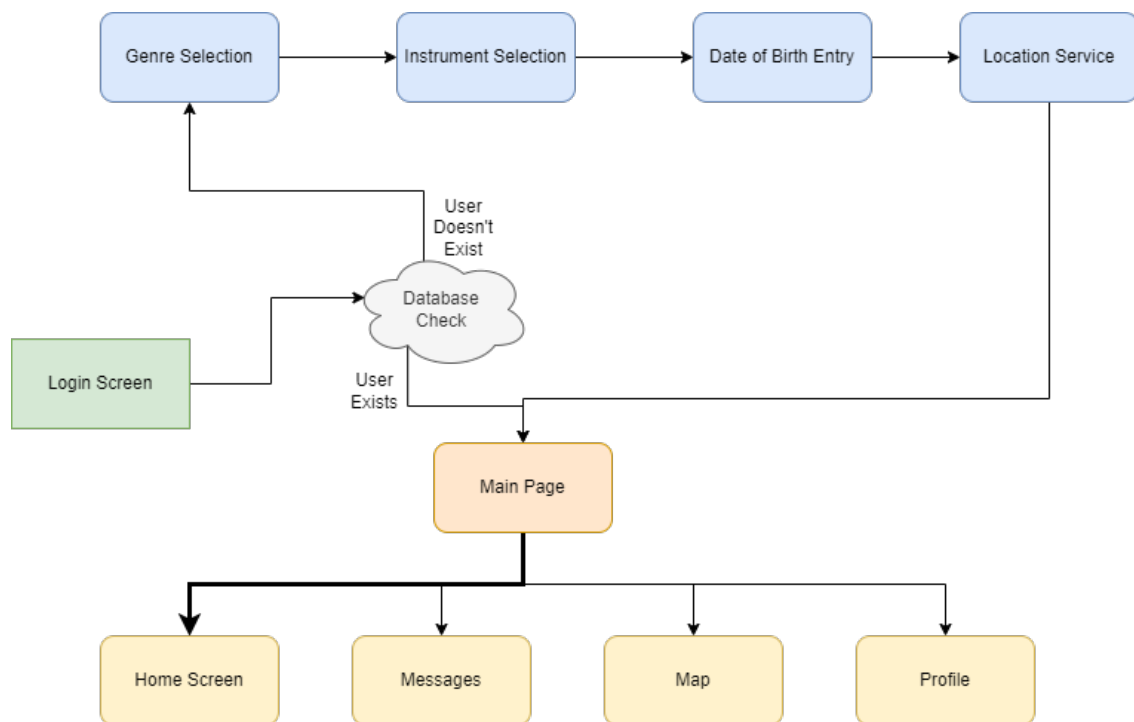 Genre Selection
Instrument Selection
Date of Birth Entry
Location Service
User
Doesn't
Exist
Database
Check
Login Screen
User
Exists
Main Page
Home Screen
Messages
Map
Profile